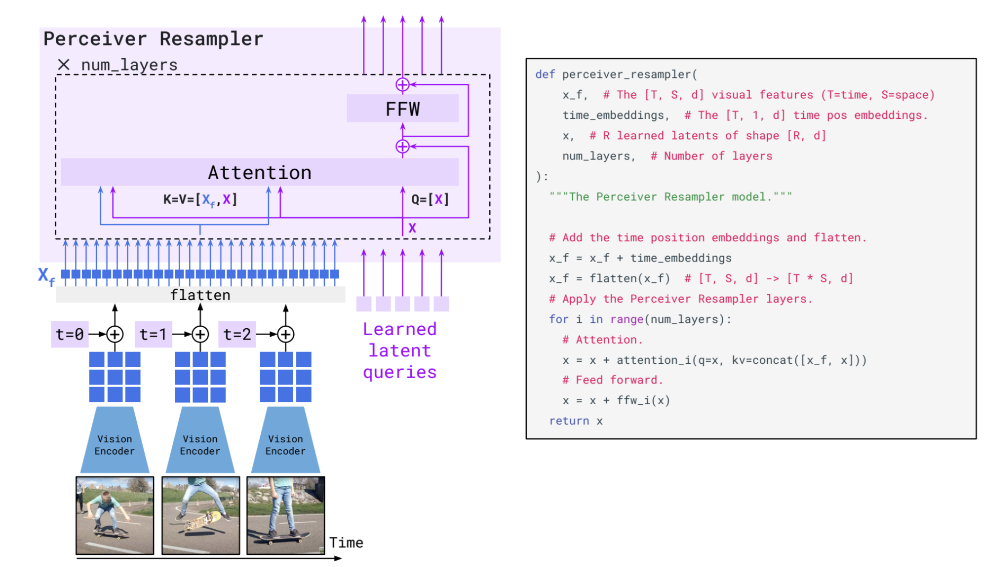 Perceiver Resampler
× num_layers
FFW
Attention
K=V=[Xf,X]
Q=[X]
X
Xf
flatten
t=0
t=1
t=2
Learned
latent
queries
Vision
Encoder
Vision
Encoder
Vision
Encoder
Time
def perceiver_resampler(
    x_f,  # The [T, S, d] visual features (T=time, S=space)
    time_embeddings,  # The [T, 1, d] time pos embeddings.
    x,  # R learned latents of shape [R, d]
    num_layers,  # Number of layers
):
  """The Perceiver Resampler model."""
  # Add the time position embeddings and flatten.
  x_f = x_f + time_embeddings
  x_f = flatten(x_f)  # [T, S, d] -> [T * S, d]
  # Apply the Perceiver Resampler layers.
  for i in range(num_layers):
    # Attention.
    x = x + attention_i(q=x, kv=concat([x_f, x]))
    # Feed forward.
    x = x + ffw_i(x)
  return x